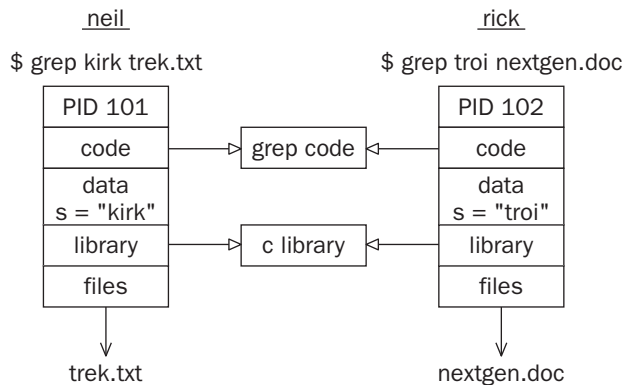 neil
rick
$ grep kirk trek.txt
$ grep troi nextgen.doc
PID 101
code
data
s = "kirk"
library
files
trek.txt
grep code
c library
PID 102
code
data
s = "troi"
library
files
nextgen.doc